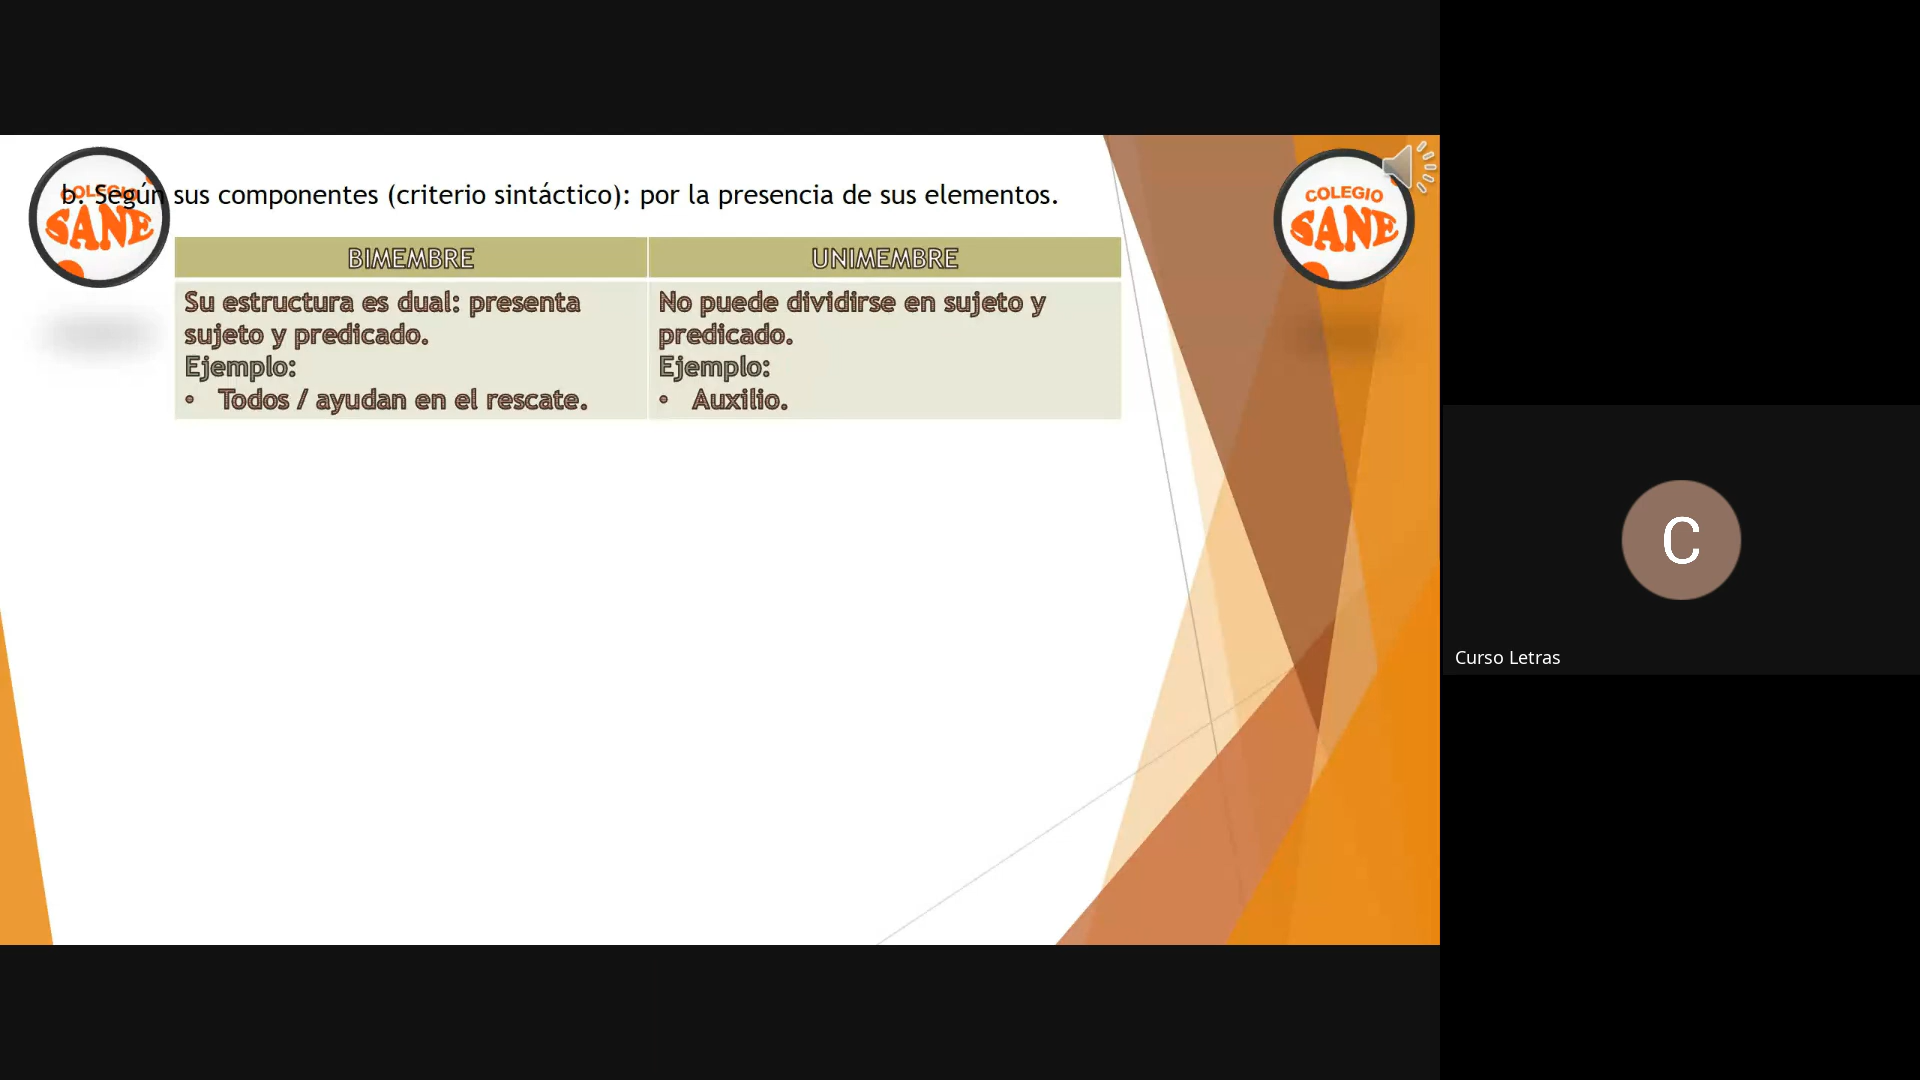 COLEGIO
SANE
b. Según sus componentes (criterio sintáctico): por la presencia de sus elementos.
COLEGIO
SANE
BIMEMBRE
UNIMEMBRE
Su estructura es dual: presenta
sujeto y predicado.
Ejemplo:
• Todos / ayudan en el rescate.
No puede dividirse en sujeto y
predicado.
Ejemplo:
• Auxilio.
C
Curso Letras